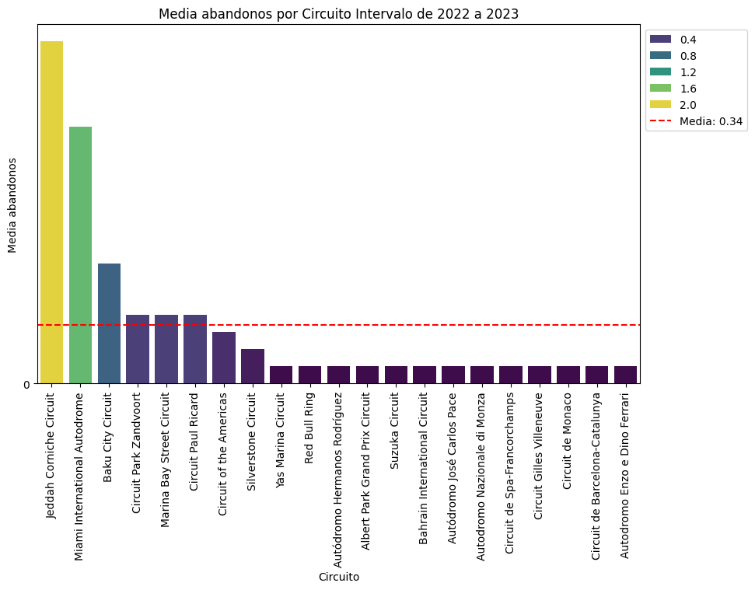 Media abandonos por Circuito Intervalo de 2022 a 2023
0.4
0.8
1.2
1.6
2.0
Media: 0.34
Media abandonos
0
Jeddah Corniche Circuit
Miami International Autodrome
Baku City Circuit
Circuit Park Zandvoort
Marina Bay Street Circuit
Circuit Paul Ricard
Circuit of the Americas
Silverstone Circuit
Yas Marina Circuit
Red Bull Ring
Autódromo Hermanos Rodríguez
Albert Park Grand Prix Circuit
Suzuka Circuit
Bahrain International Circuit
Autódromo José Carlos Pace
Autodromo Nazionale di Monza
Circuit de Spa-Francorchamps
Circuit Gilles Villeneuve
Circuit de Monaco
Circuit de Barcelona-Catalunya
Autodromo Enzo e Dino Ferrari
Circuito